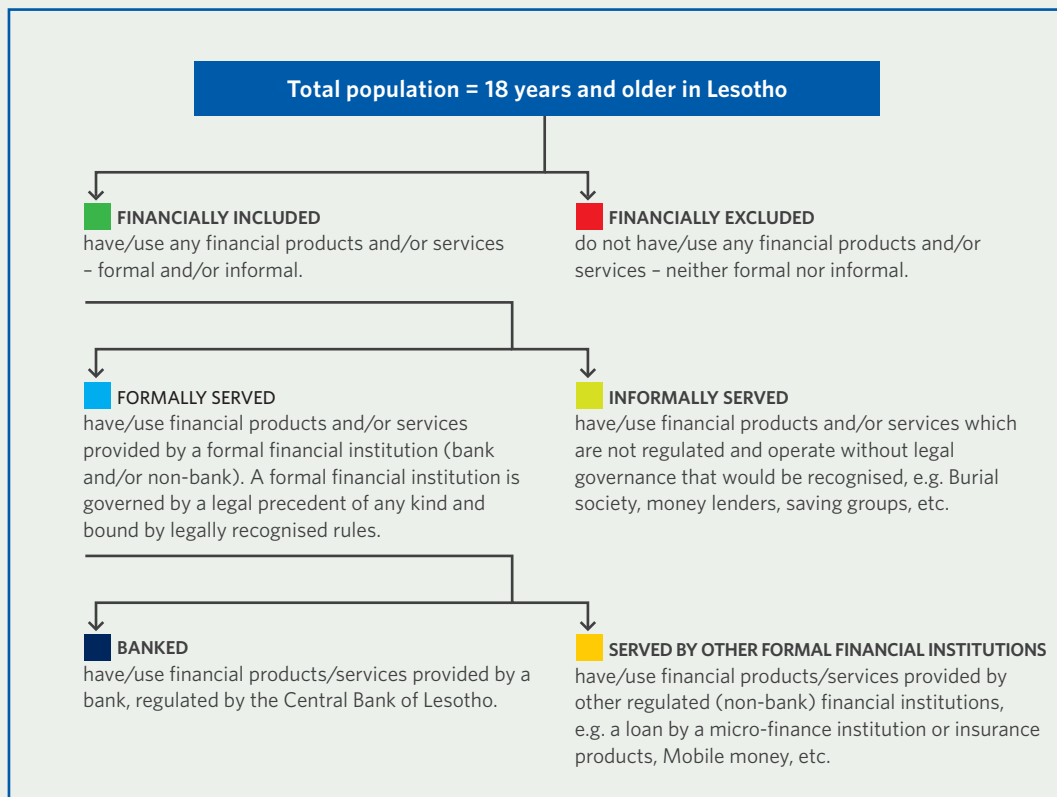 Total population = 18 years and older in Lesotho
FINANCIALLY INCLUDED
have/use any financial products and/or services
– formal and/or informal.
FINANCIALLY EXCLUDED
do not have/use any financial products and/or
services – neither formal nor informal.
FORMALLY SERVED
have/use financial products and/or services
provided by a formal financial institution (bank
and/or non-bank). A formal financial institution is
governed by a legal precedent of any kind and
bound by legally recognised rules.
INFORMALLY SERVED
have/use financial products and/or services which
are not regulated and operate without legal
governance that would be recognised, e.g. Burial
society, money lenders, saving groups, etc.
BANKED
have/use financial products/services provided by a
bank, regulated by the Central Bank of Lesotho.
SERVED BY OTHER FORMAL FINANCIAL INSTITUTIONS
have/use financial products/services provided by
other regulated (non-bank) financial institutions,
e.g. a loan by a micro-finance institution or insurance
products, Mobile money, etc.